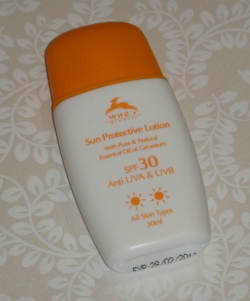 Sun Protective Lotion
With Pure & Natural
Essential Oil of Geranium
SPF 30
Anti UVA & UVB
All Skin Types
30ml
EXP: